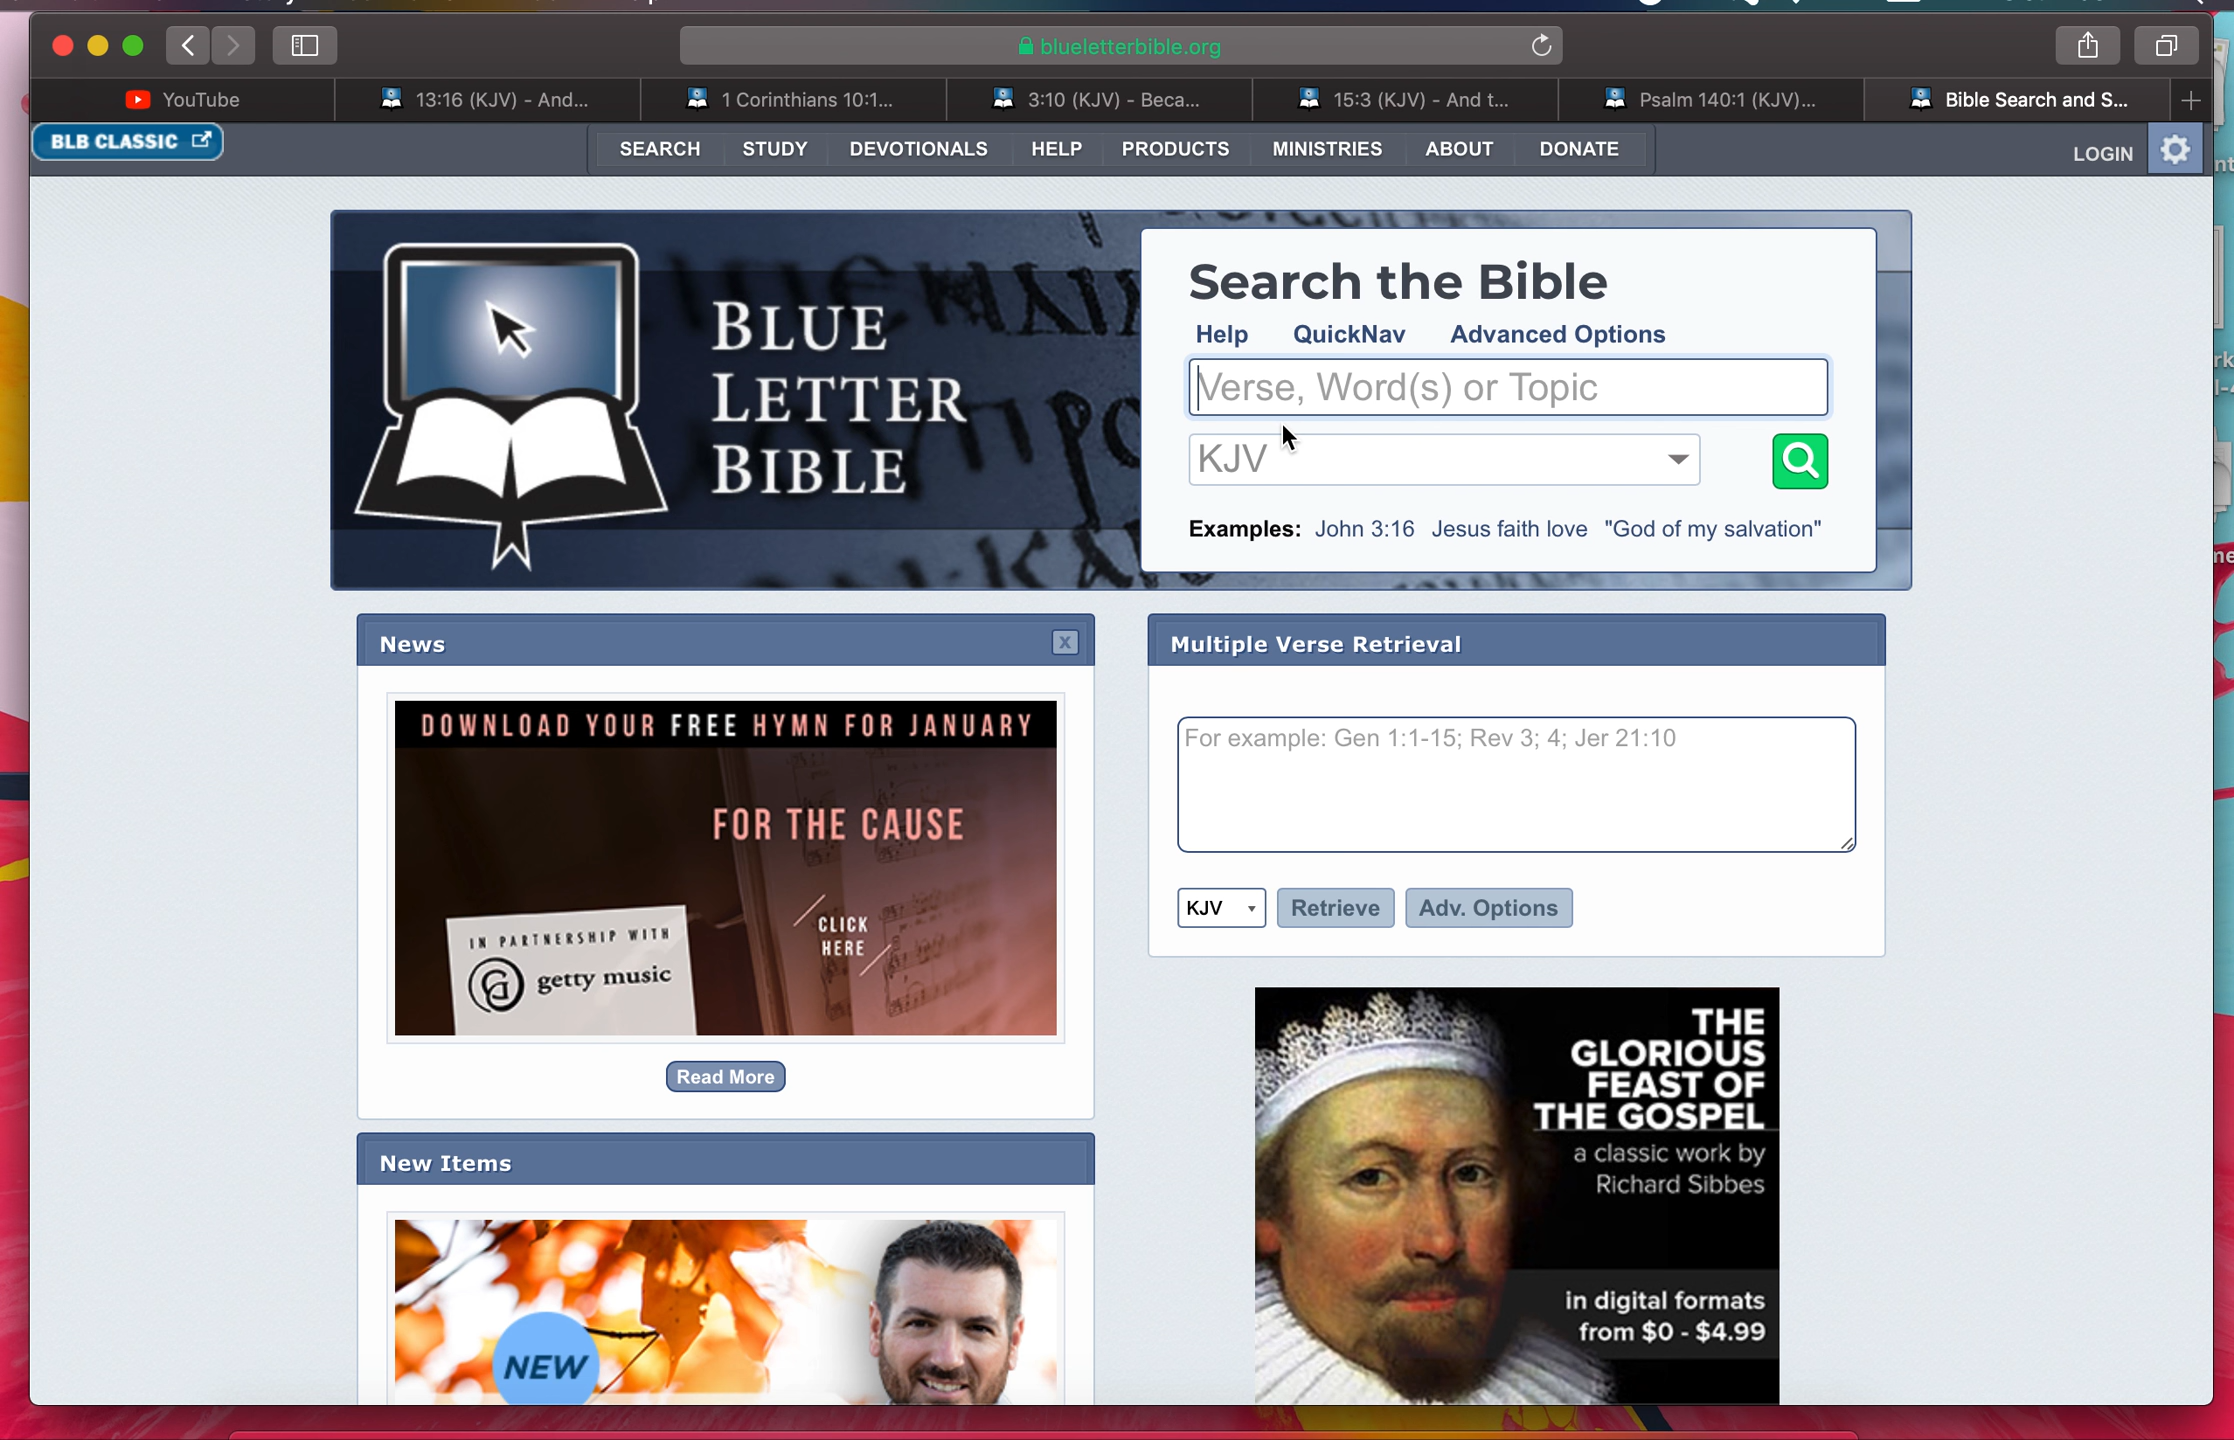 blueletterbible.org
YouTube
13:16 (KJV) - And...
1 Corinthians 10:1...
3:10 (KJV) - Beca...
15:3 (KJV) - And t...
Psalm 140:1 (KJV)...
Bible Search and S...
BLB CLASSIC
SEARCH
STUDY
DEVOTIONALS
HELP
PRODUCTS
MINISTRIES
ABOUT
DONATE
LOGIN
BLUE
LETTER
BIBLE
Search the Bible
Help QuickNav Advanced Options
Verse, Word(s) or Topic
KJV
Examples: John 3:16 Jesus faith love "God of my salvation"
News
X
DOWNLOAD YOUR FREE HYMN FOR JANUARY
FOR THE CAUSE
CLICK
HERE
IN PARTNERSHIP WITH
getty music
Read More
Multiple Verse Retrieval
For example: Gen 1:1-15; Rev 3; 4; Jer 21:10
KJV
Retrieve
Adv. Options
THE
GLORIOUS
FEAST OF
THE GOSPEL
a classic work by
Richard Sibbes
in digital formats
from $0 - $4.99
New Items
NEW